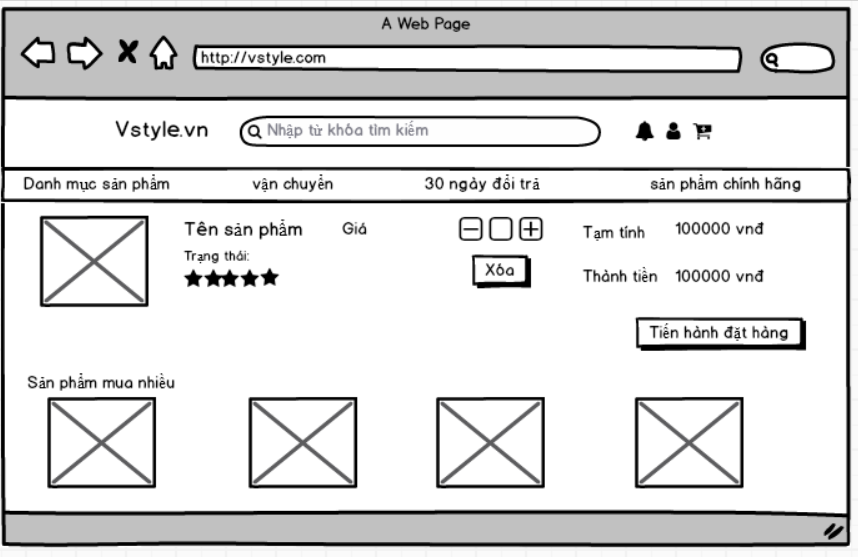 A Web Page
http://vstyle.com
Vstyle.vn Nhập từ khóa tìm kiếm
Danh mục sản phẩm vận chuyển 30 ngày đổi trả sản phẩm chính hãng
Tên sản phẩm Giá Tạm tính 100000 vnđ
Trạng thái:
Xóa Thành tiền 100000 vnđ
Tiến hành đặt hàng
Sản phẩm mua nhiều